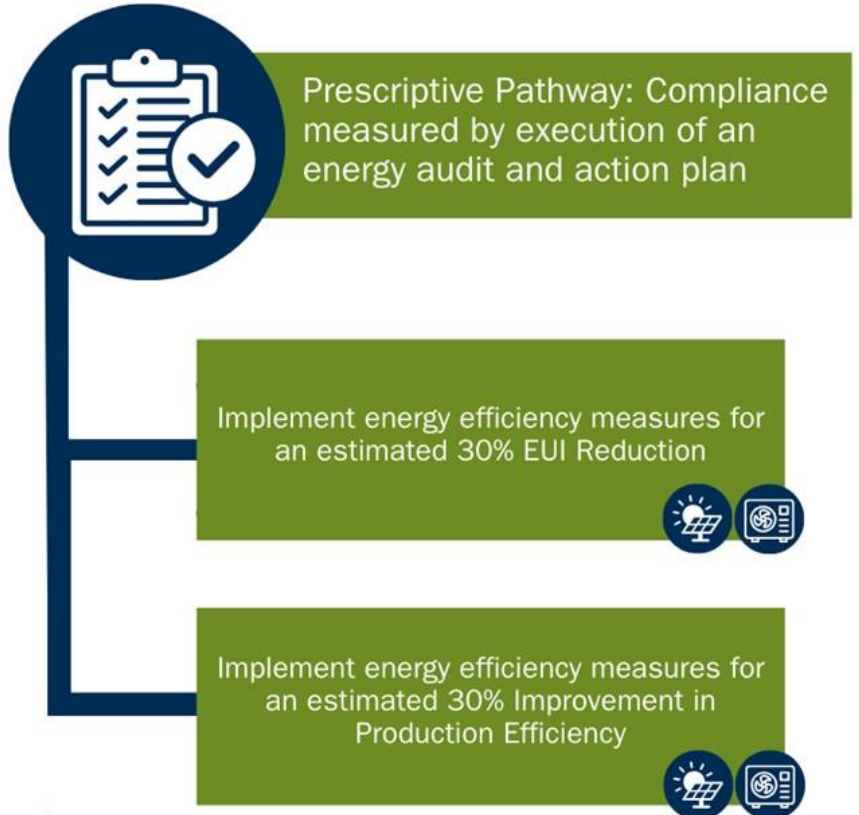 Prescriptive Pathway: Compliance
measured by execution of an
energy audit and action plan
Implement energy efficiency measures for
an estimated 30% EUI Reduction
Implement energy efficiency measures for
an estimated 30% Improvement in
Production Efficiency